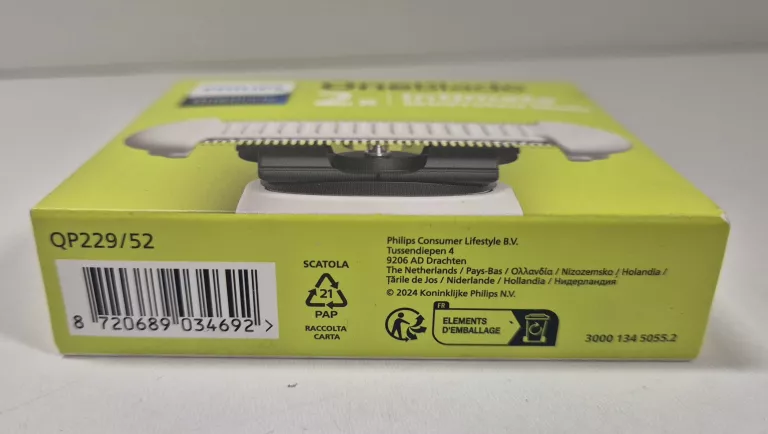 OneBlade
2x
QP229/52
8 720689 034692 >
SCATOLA
21
PAP
RACCOLTA
CARTA
Philips Consumer Lifestyle B.V.
Tussendiepen 4
9206 AD Drachten
The Netherlands / Pays-Bas / Ολλανδία / Nizozemsko / Holandia /
Țările de Jos / Niderlande / Hollandia / Нидерландия
© 2024 Koninklijke Philips N.V.
FR
ELEMENTS
D'EMBALLAGE
3000 134 5055.2